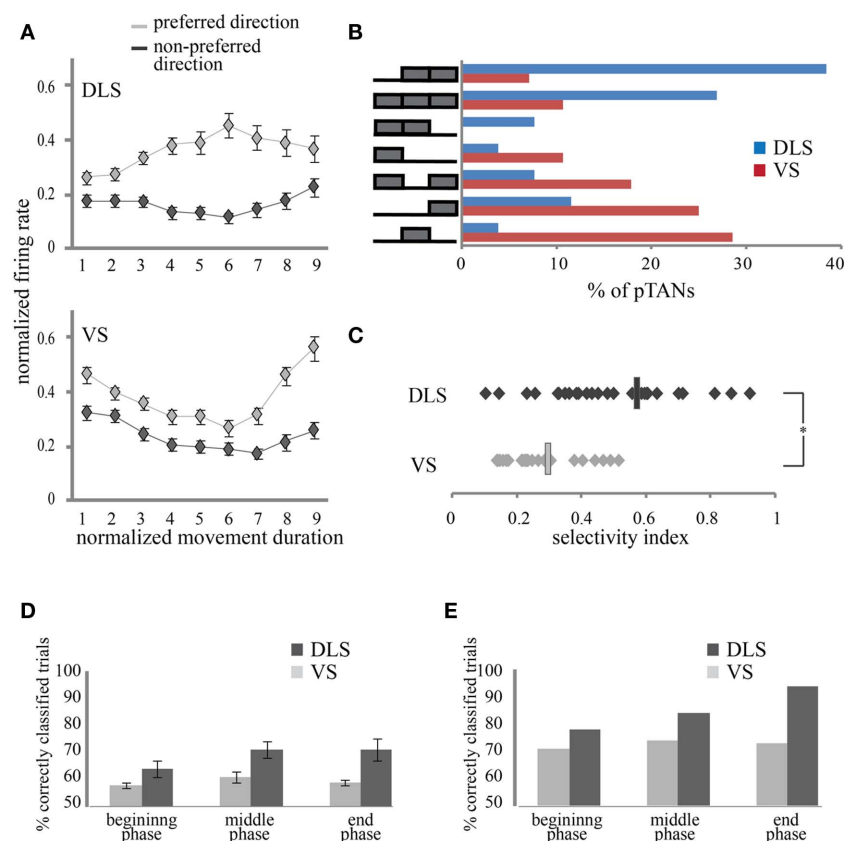 A
preferred direction
non-preferred
direction
DLS
0.6
0.4
0.2
0
1 2 3 4 5 6 7 8 9
normalized firing rate
VS
0.6
0.4
0.2
0
1 2 3 4 5 6 7 8 9
normalized movement duration
B
DLS
VS
0 10 20 30 40
% of pTANs
C
DLS
VS
*
0 0.2 0.4 0.6 0.8 1
selectivity index
D
DLS
VS
% correctly classified trials
100
90
80
70
60
50
begininng
phase
middle
phase
end
phase
E
DLS
VS
% correctly classified trials
100
90
80
70
60
50
begininng
phase
middle
phase
end
phase